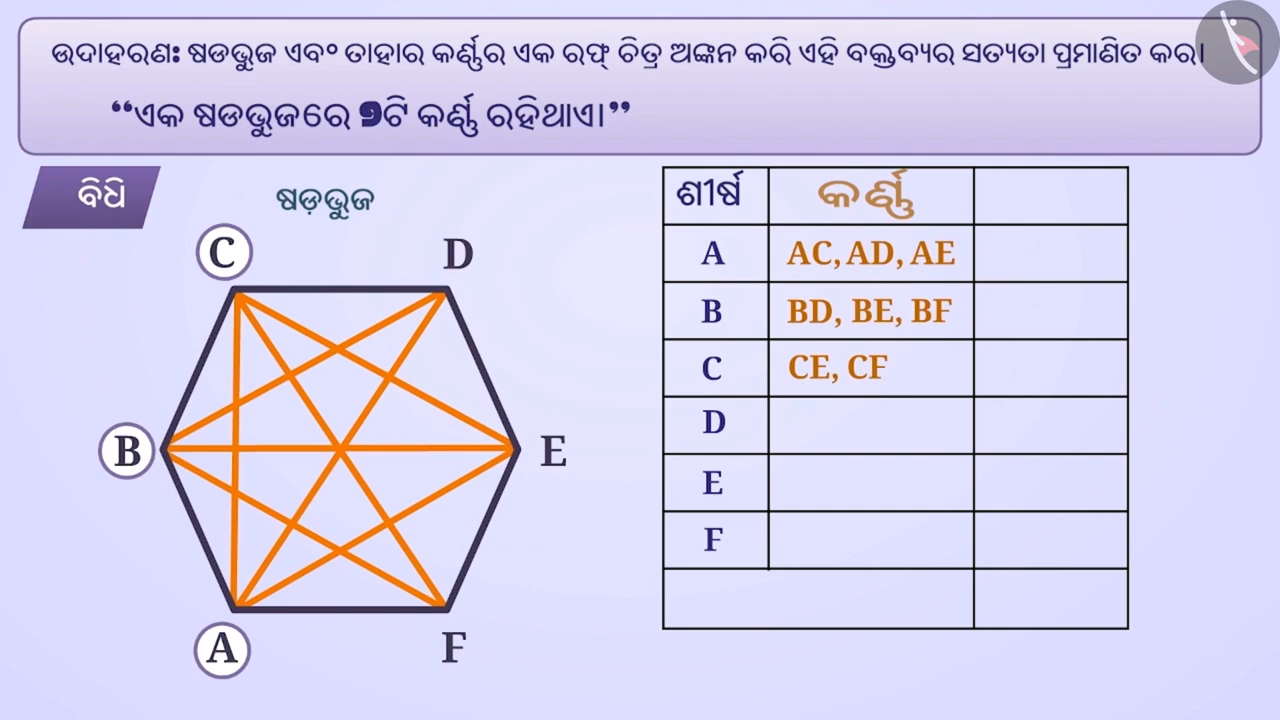 ଉଦାହରଣଃ ଷଡଭୁଜ ଏବଂ ତାହାର କର୍ଣ୍ଣର ଏକ ରଫ୍ ଚିତ୍ର ଅଙ୍କନ କରି ଏହି ବକ୍ତବ୍ୟର ସତ୍ୟତା ପ୍ରମାଣିତ କର।
“ଏକ ଷଡଭୁଜରେ 9ଟି କର୍ଣ୍ଣ ରହିଥାଏ।”
ବିଧି
ଷଡ଼ଭୁଜ
C
D
B
E
A
F
ଶୀର୍ଷ କର୍ଣ୍ଣ
A AC, AD, AE
B BD, BE, BF
C CE, CF
D
E
F